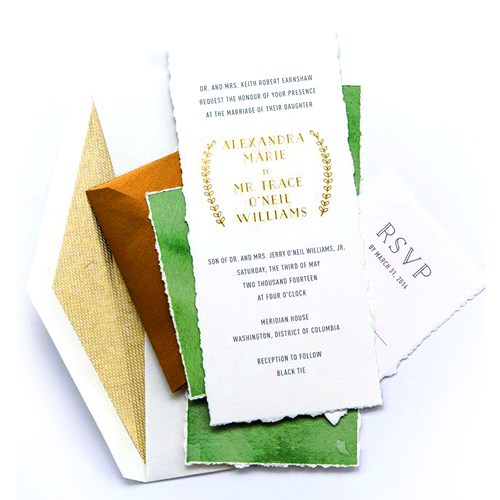 DR. AND MRS. KEITH ROBERT EARNSHAW
REQUEST THE HONOUR OF YOUR PRESENCE
AT THE MARRIAGE OF THEIR DAUGHTER
ALEXANDRA
MARIE
TO
MR TRACE
O'NEIL
WILLIAMS
SON OF DR. AND MRS. JERRY O'NEIL WILLIAMS, JR.
SATURDAY, THE THIRD OF MAY
TWO THOUSAND FOURTEEN
AT FOUR O'CLOCK
MERIDIAN HOUSE
WASHINGTON, DISTRICT OF COLUMBIA
RECEPTION TO FOLLOW
BLACK TIE
RSVP
BY MARCH 31, 2014